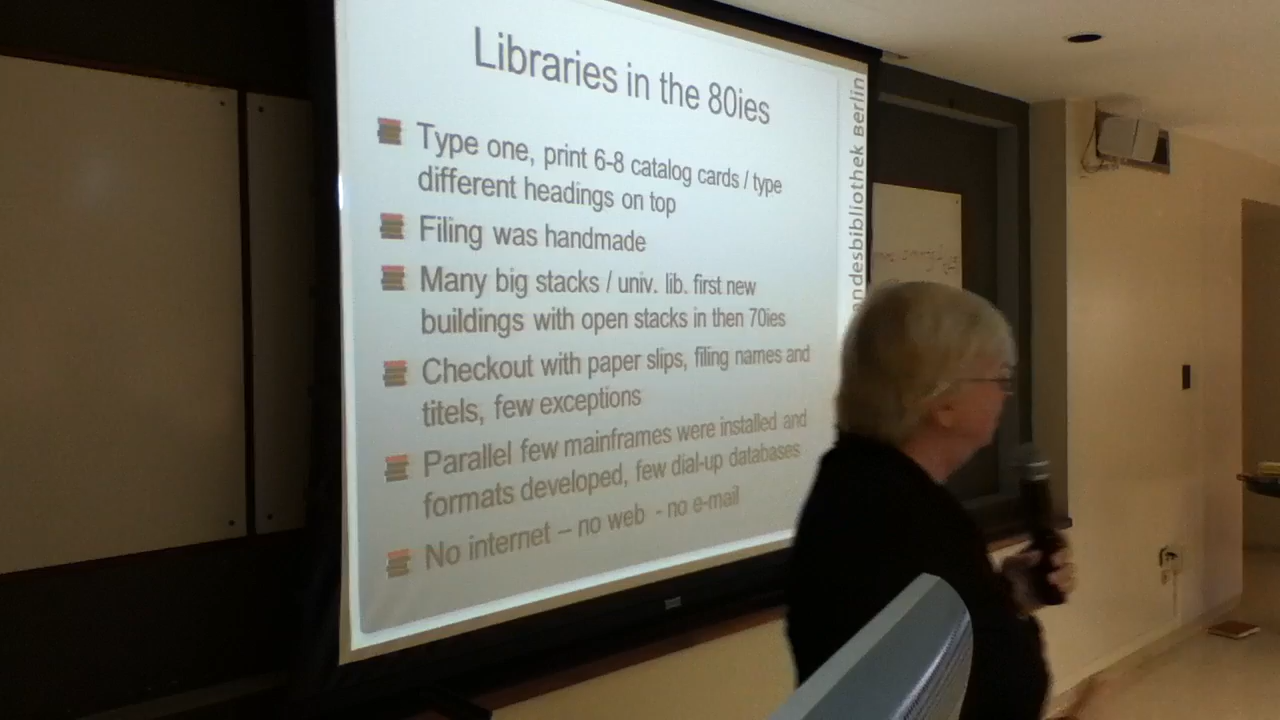 Libraries in the 80ies
Type one, print 6-8 catalog cards / type
different headings on top
Filing was handmade
Many big stacks / univ. lib. first new
buildings with open stacks in then 70ies
Checkout with paper slips, filing names and
titels, few exceptions
Parallel few mainframes were installed and
formats developed, few dial-up databases
No internet – no web - no e-mail
andesbibliothek Berlin